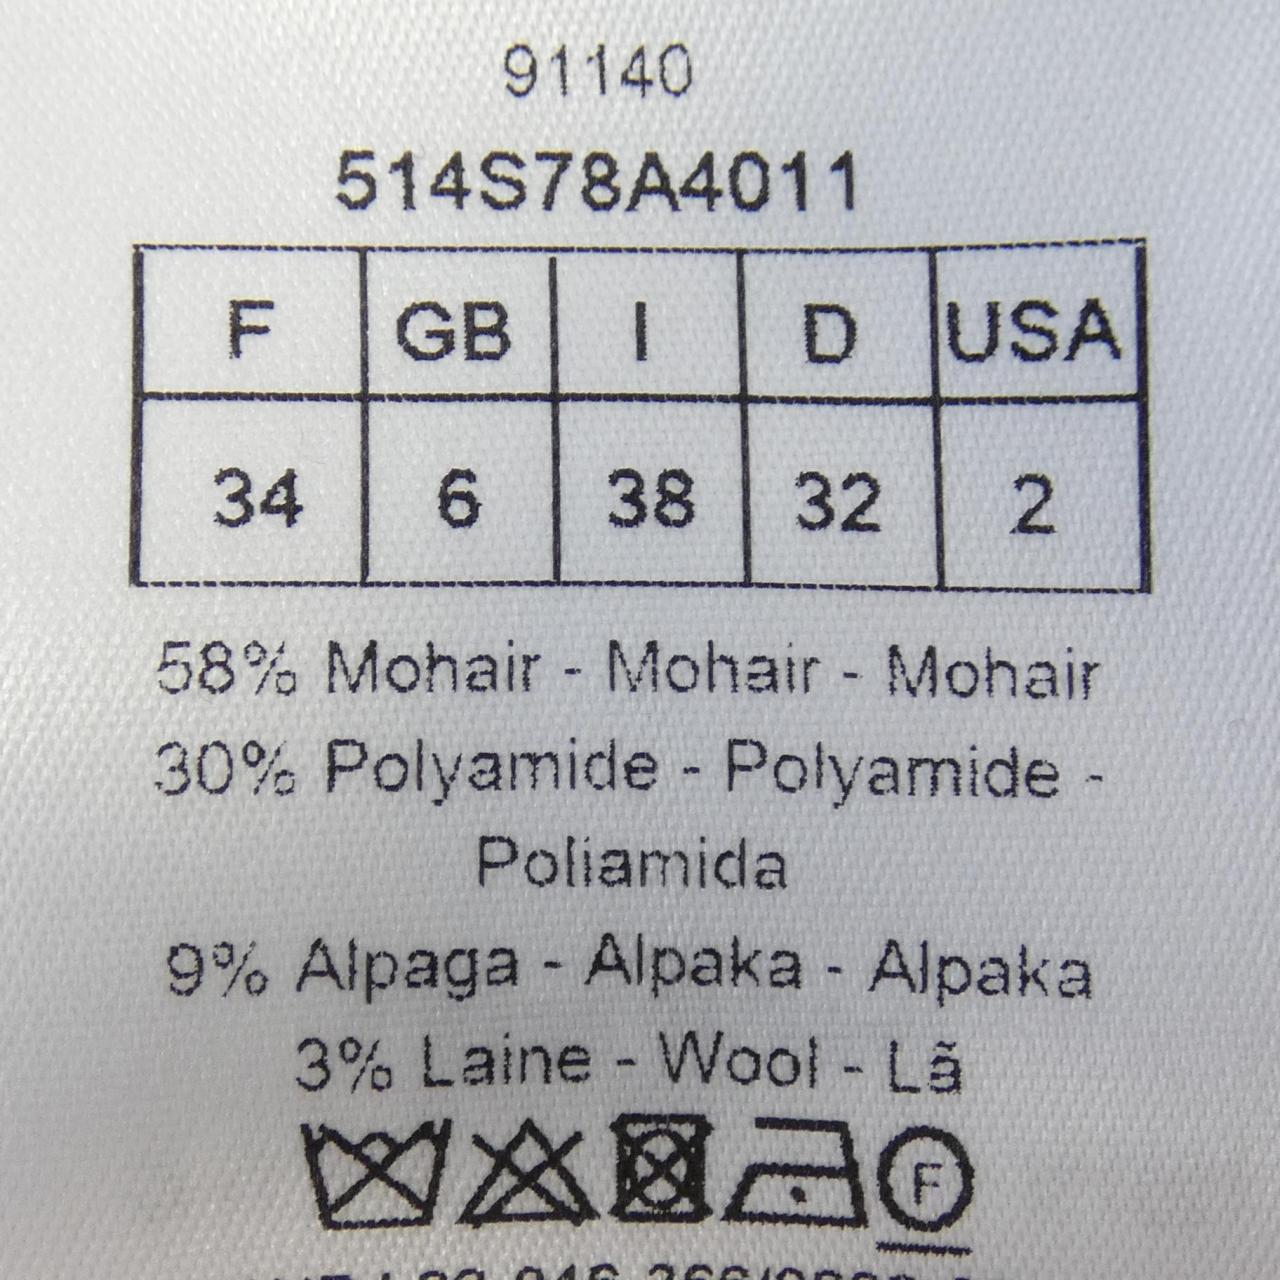 91140
514S78A4011
F GB I D USA
34 6 38 32 2
58% Mohair - Mohair - Mohair
30% Polyamide - Polyamide -
Poliamida
9% Alpaga - Alpaka - Alpaka
3% Laine - Wool - Lã
F